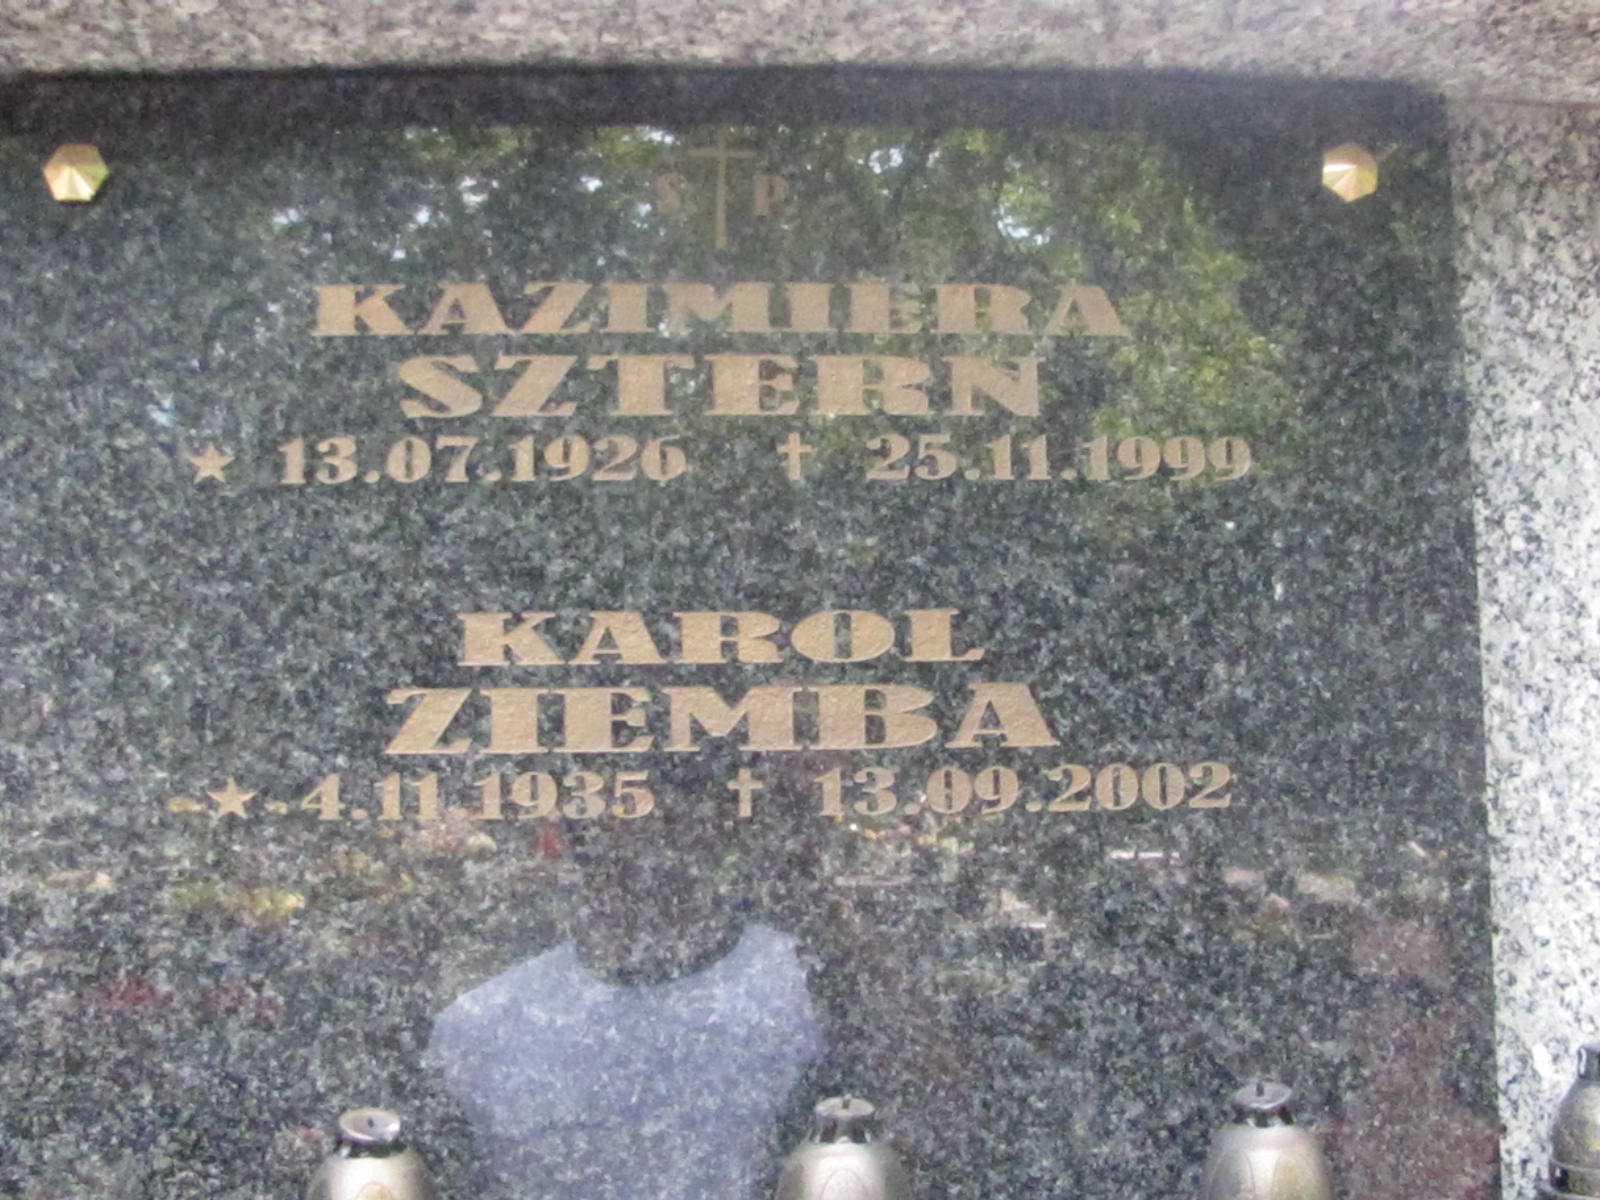 Ś P
KAZIMIERA
SZTERN
★ 13.07.1926 † 25.11.1999
KAROL
ZIEMBA
★ 4.11.1935 † 13.09.2002